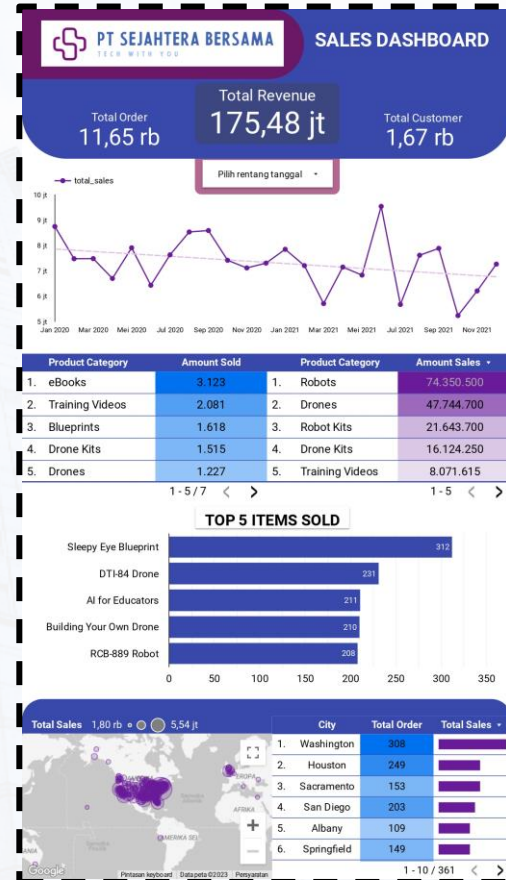 PT SEJAHTERA BERSAMA
TECH WITH YOU
SALES DASHBOARD
Total Order
11,65 rb
Total Revenue
175,48 jt
Total Customer
1,67 rb
Pilih rentang tanggal
total_sales
10 jt
9 jt
8 jt
7 jt
6 jt
5 jt
Jan 2020 Mar 2020 Mei 2020 Jul 2020 Sep 2020 Nov 2020 Jan 2021 Mar 2021 Mei 2021 Jul 2021 Sep 2021 Nov 2021
Product Category Amount Sold
1. eBooks 3.123
2. Training Videos 2.081
3. Blueprints 1.618
4. Drone Kits 1.515
5. Drones 1.227
1 - 5 / 7
Product Category Amount Sales
1. Robots 74.350.500
2. Drones 47.744.700
3. Robot Kits 21.643.700
4. Drone Kits 16.124.250
5. Training Videos 8.071.615
1 - 5
TOP 5 ITEMS SOLD
Sleepy Eye Blueprint 312
DTI-84 Drone 231
AI for Educators 211
Building Your Own Drone 210
RCB-889 Robot 208
0 50 100 150 200 250 300 350
Total Sales 1,80 rb 5,54 jt
AFRIKA
Google
Pintasan keyboard Data peta ©2023 Persyaratan
City Total Order Total Sales
1. Washington 308
2. Houston 249
3. Sacramento 153
4. San Diego 203
5. Albany 109
6. Springfield 149
1 - 10 / 361